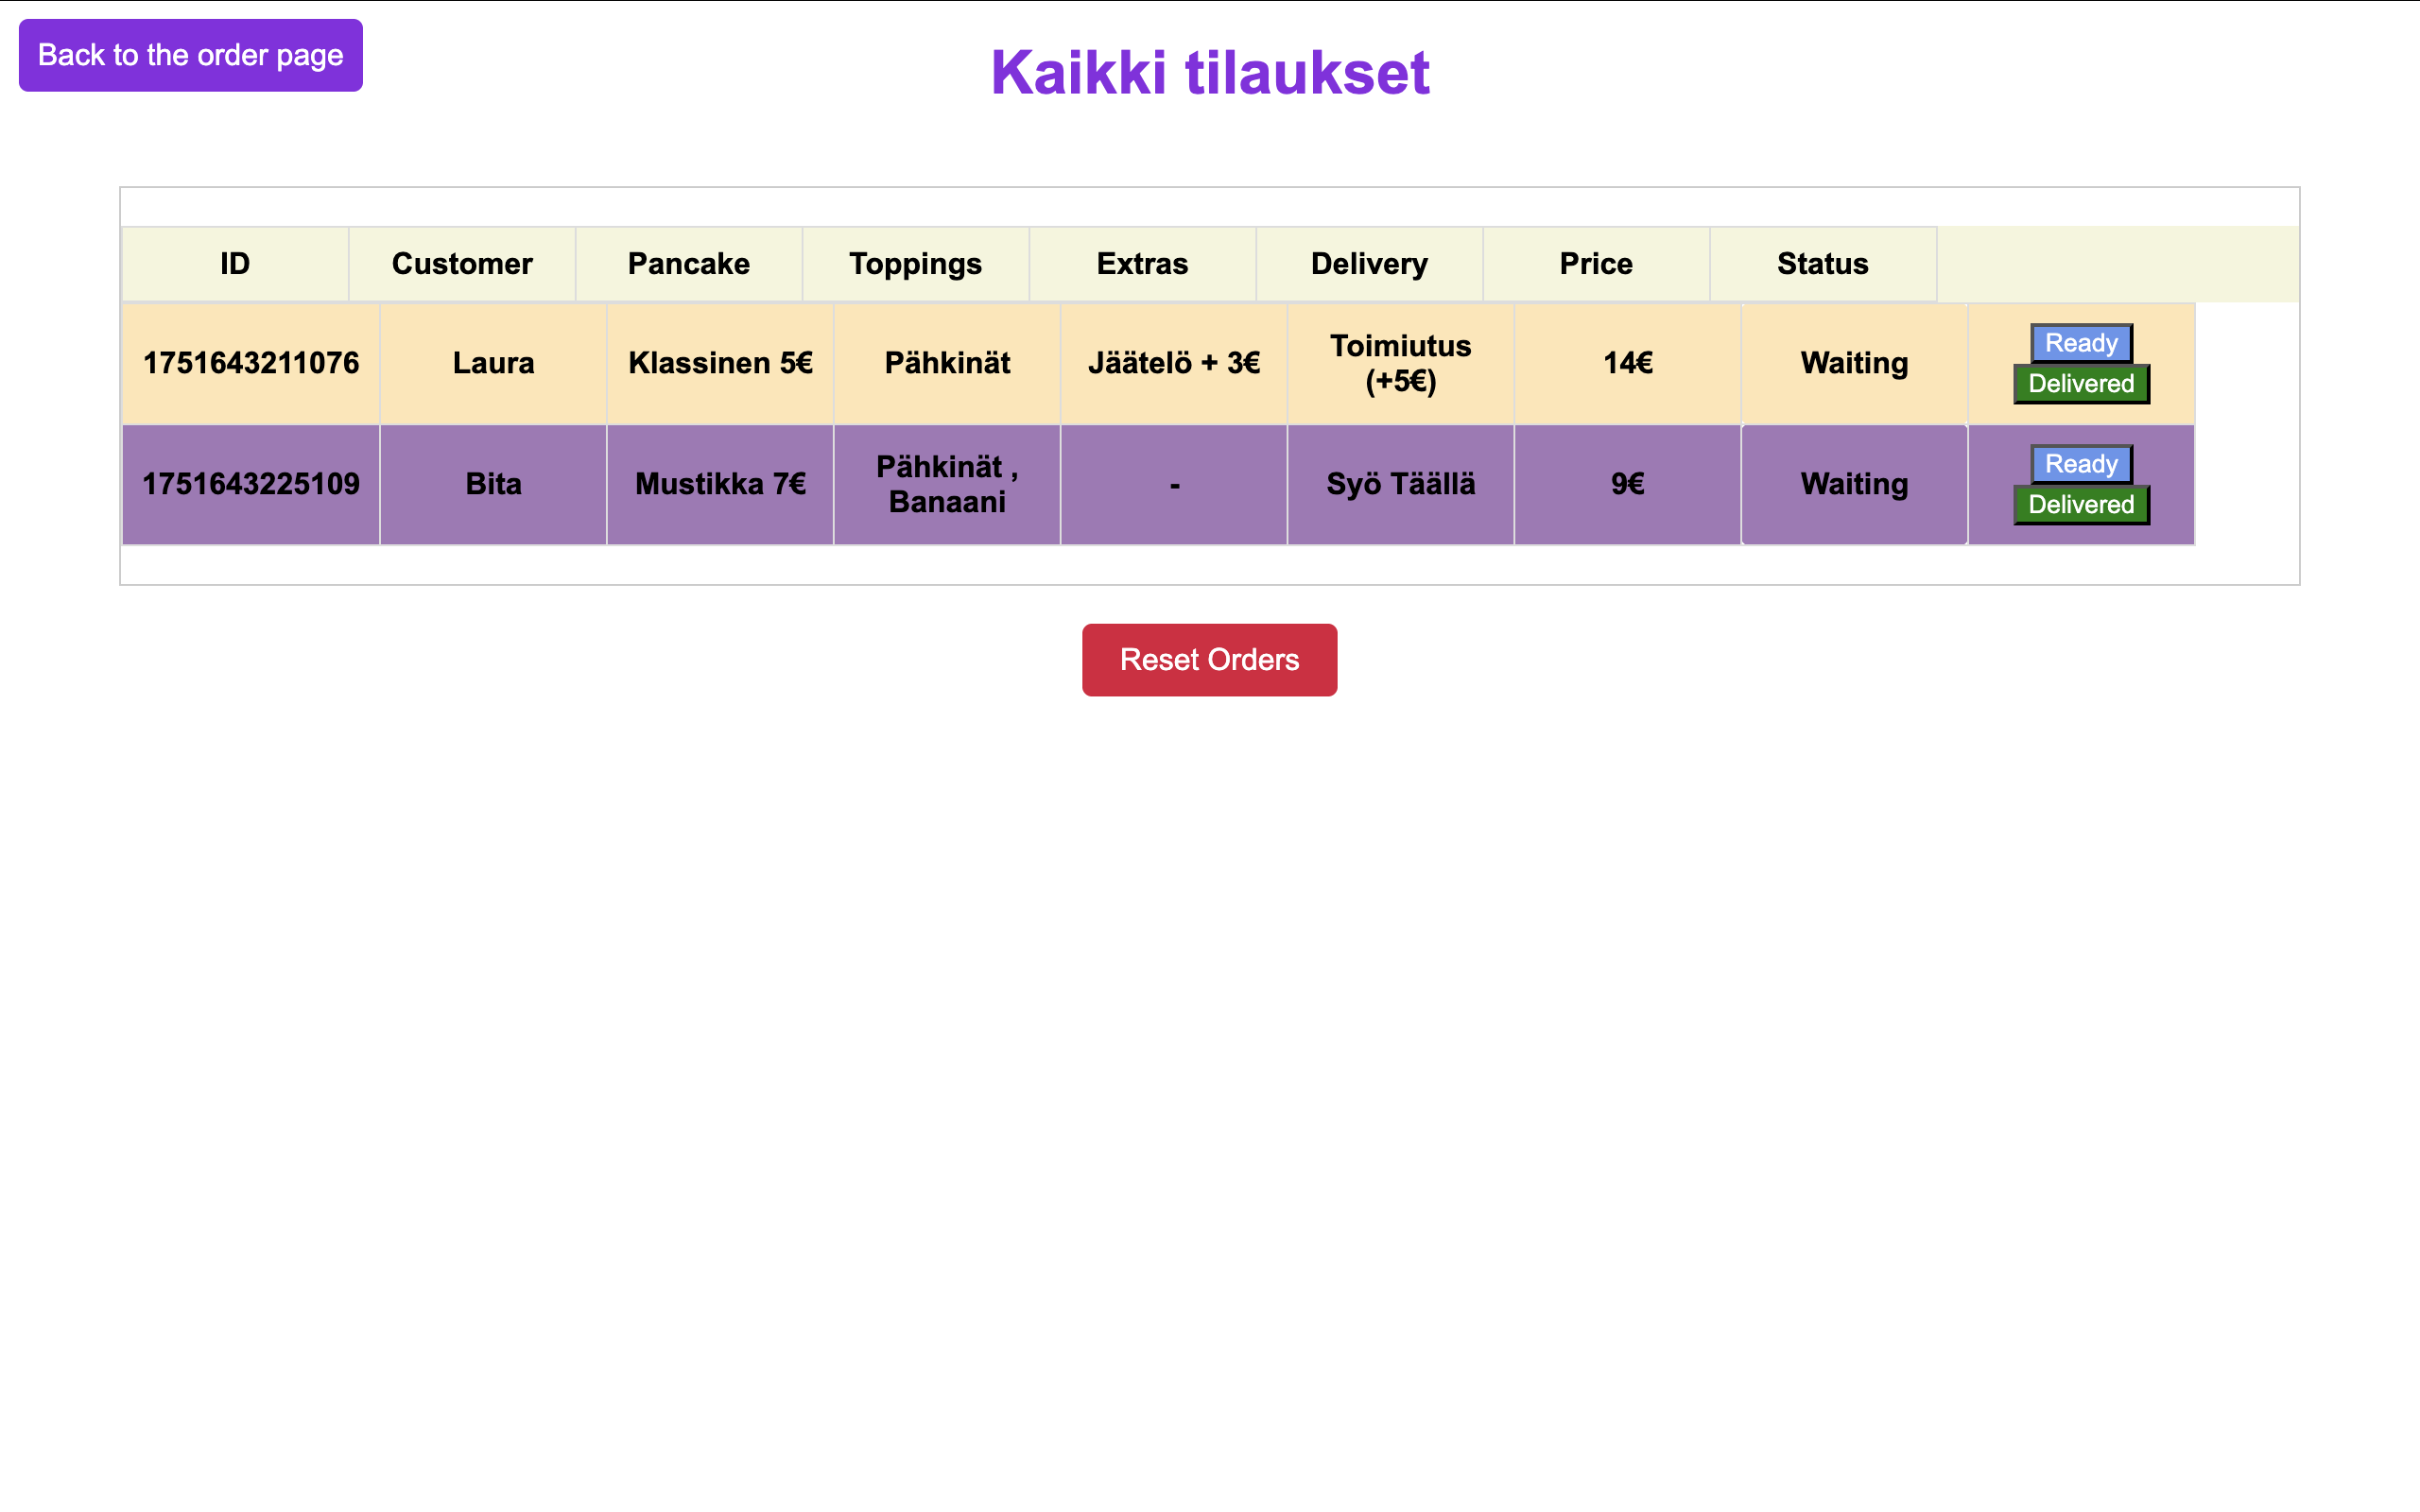 Back to the order page
Kaikki tilaukset
ID Customer Pancake Toppings Extras Delivery Price Status
1751643211076 Laura Klassinen 5€ Pähkinät Jäätelö + 3€ Toimiutus (+5€) 14€ Waiting Ready Delivered
1751643225109 Bita Mustikka 7€ Pähkinät , Banaani - Syö Täällä 9€ Waiting Ready Delivered
Reset Orders